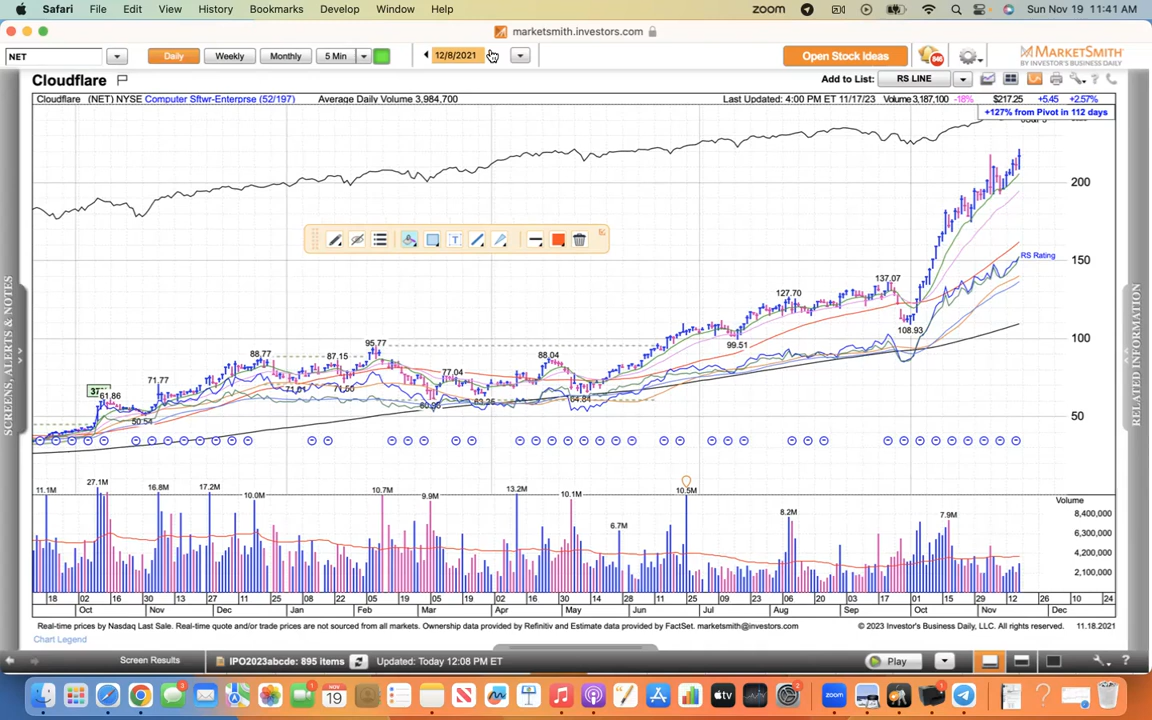 Safari File Edit View History Bookmarks Develop Window Help zoom Sun Nov 19 11:41 AM
marketsmith.investors.com
NET Daily Weekly Monthly 5 Min 12/8/2021 Open Stock Ideas MARKETSMITH
BY INVESTOR'S BUSINESS DAILY
Cloudflare Add to List: RS LINE
Cloudflare (NET) NYSE Computer Sftwr-Enterprse (52/197) Average Daily Volume 3,984,700 Last Updated: 4:00 PM ET 11/17/23 Volume 3,187,100 -18% $217.25 +5.45 +2.57%
+127% from Pivot in 112 days
200
RS Rating
150
137.07
127.70
108.93
100
99.51
95.77
88.77 87.15 88.04
77.04
71.77
61.86
64.84
50.54
50
11.1M 27.1M 16.8M 17.2M 10.0M 10.7M 9.9M 13.2M 10.1M 6.7M 10.5M 8.2M 7.9M
Volume
8,400,000
6,300,000
4,200,000
2,100,000
18 02 16 30 13 27 11 24 08 22 05 19 05 19 02 16 30 14 28 11 25 09 23 06 20 03 17 01 15 29 12 26 10 24
Oct Nov Dec Jan Feb Mar Apr May Jun Jul Aug Sep Oct Nov Dec
Real-time prices by Nasdaq Last Sale. Real-time quote and/or trade prices are not sourced from all markets. Ownership data provided by Refinitiv and Estimate data provided by FactSet. marketsmith@investors.com © 2023 Investor's Business Daily, LLC. All rights reserved. 11.18.2021
Chart Legend
Screen Results IPO2023abcde: 895 items Updated: Today 12:08 PM ET Play
SCREENS, ALERTS & NOTES
RELATED INFORMATION
NOV
19
zoom
tv